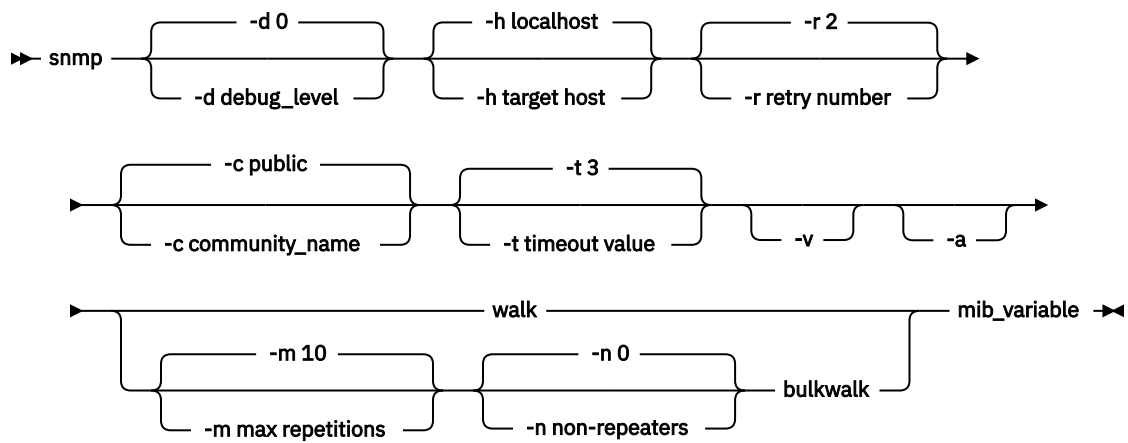 -d 0 -h localhost -r 2
snmp
-d debug_level -h target host -r retry number
-c public -t 3
-c community_name -t timeout value -v -a
walk mib_variable
-m 10 -n 0
bulkwalk
-m max repetitions -n non-repeaters